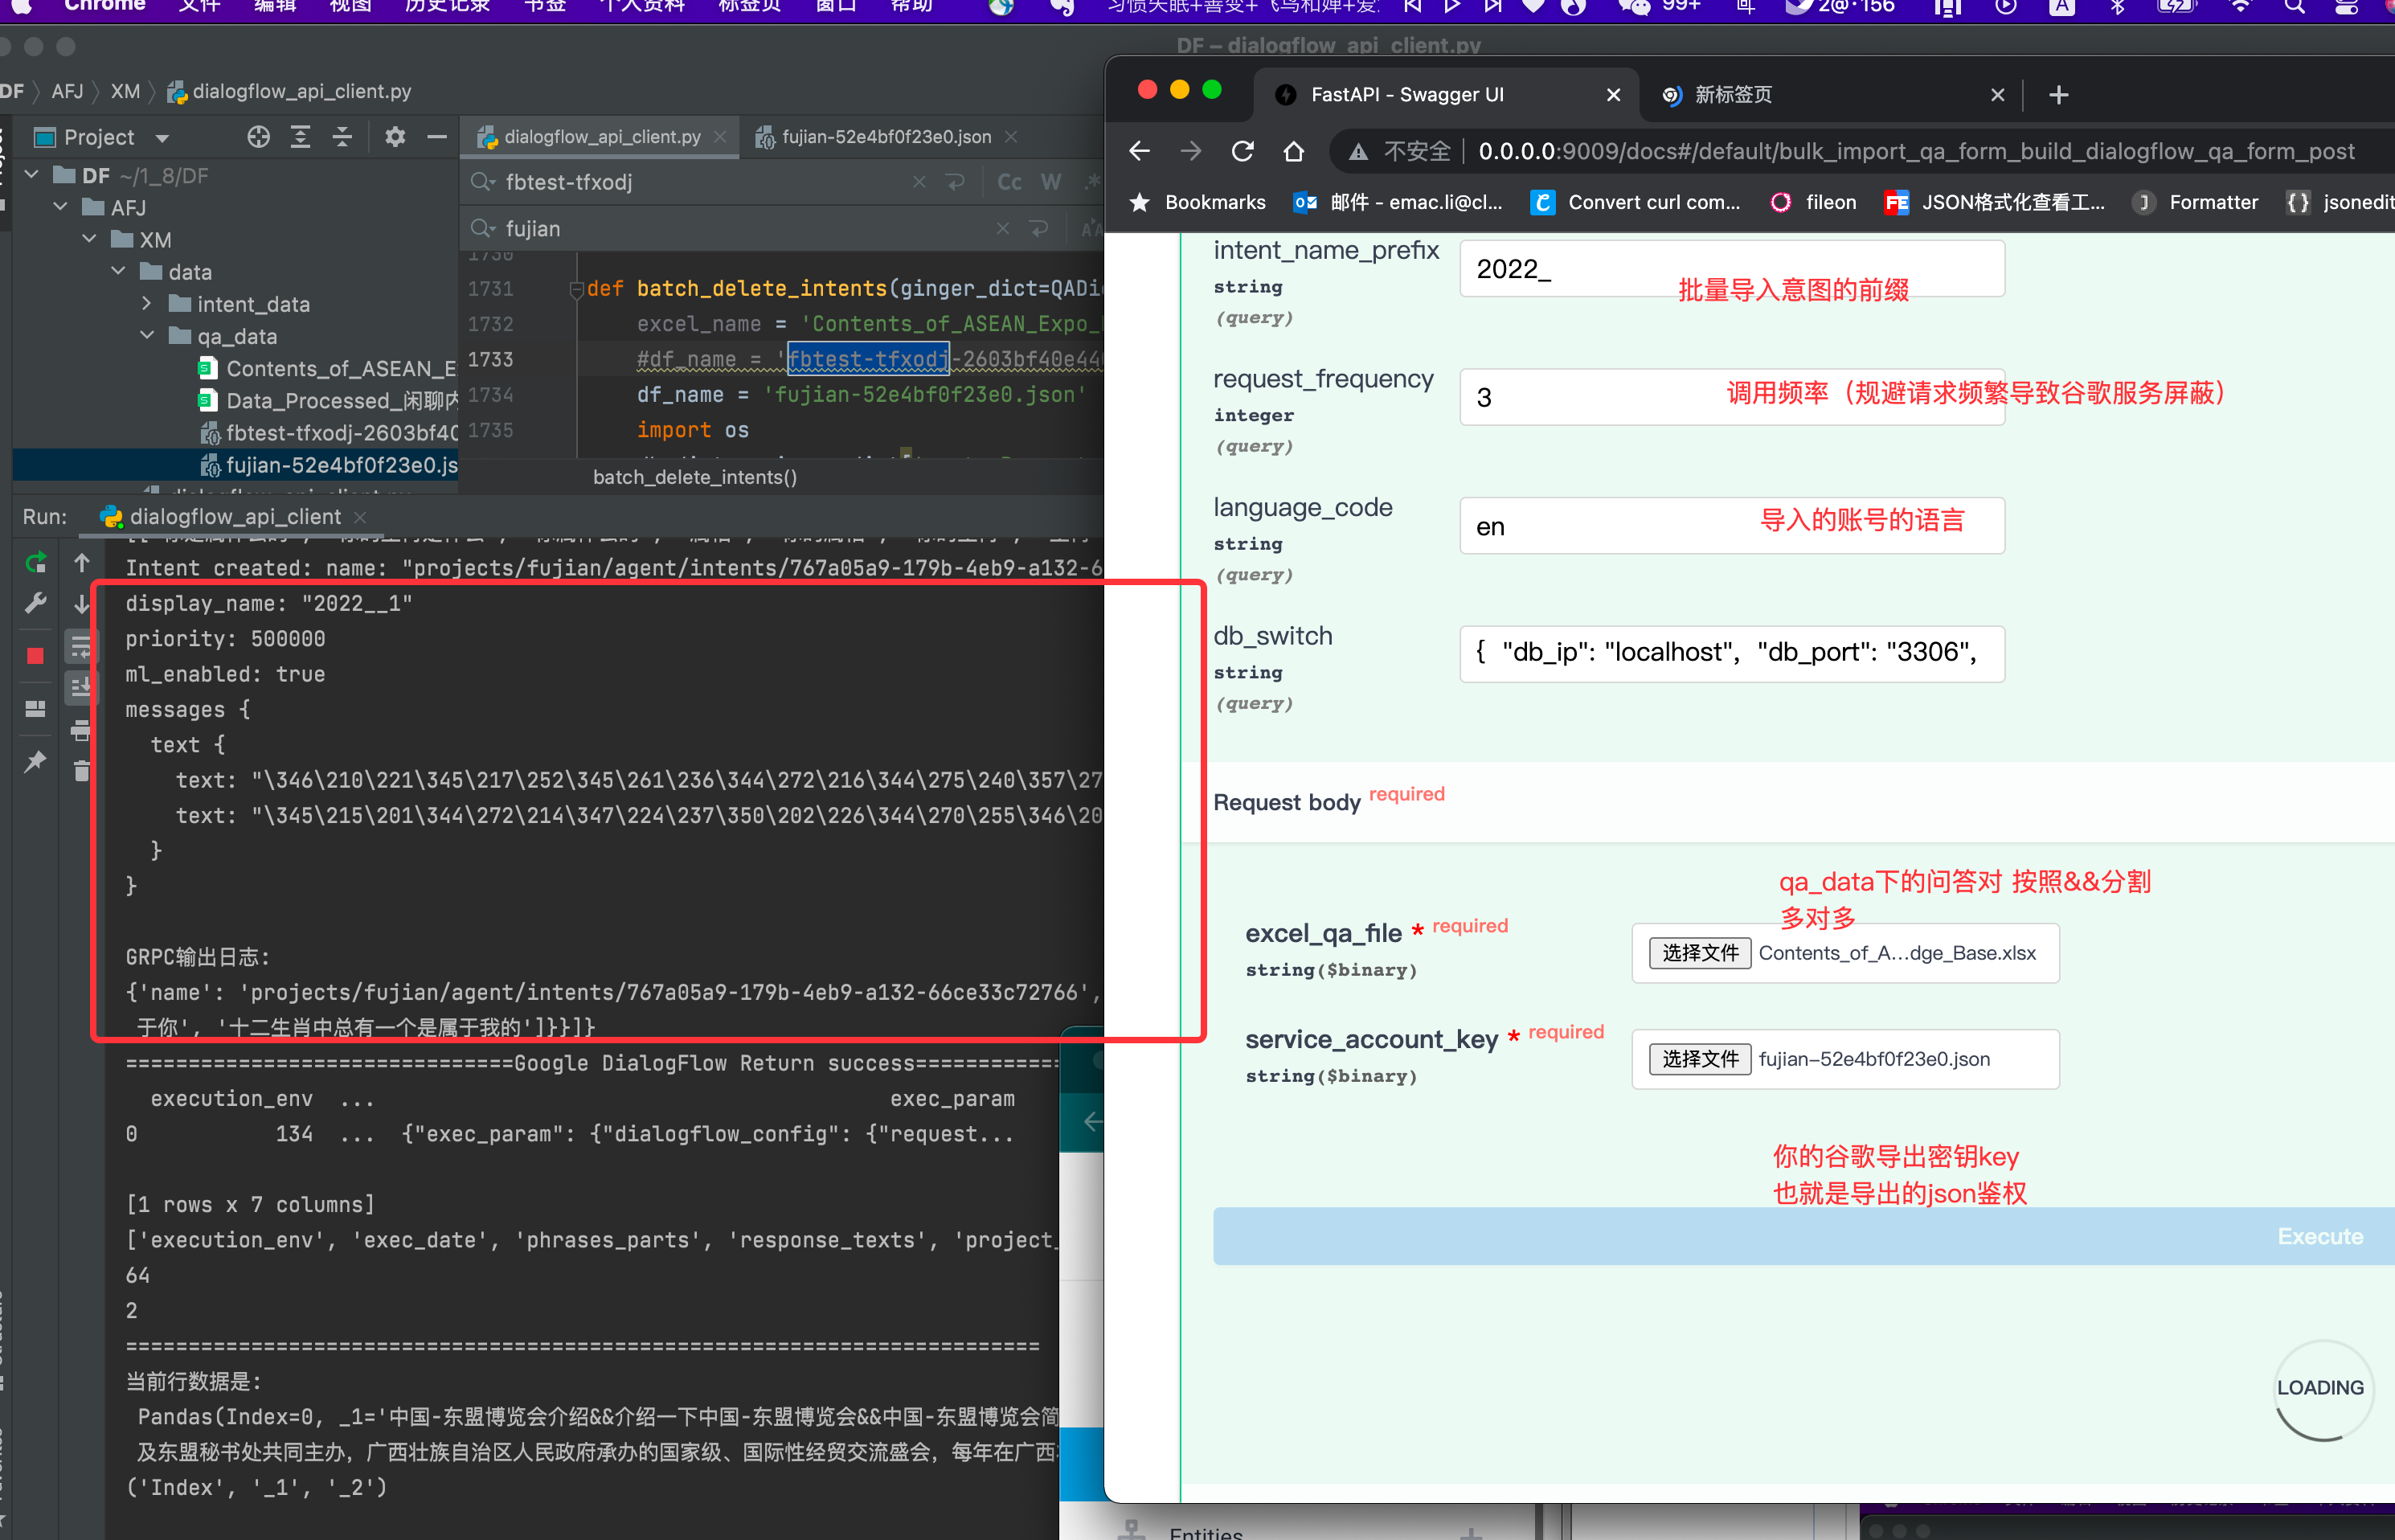 Chrome 文件 编辑 视图 历史记录 书签 个人资料 标签页 窗口 帮助
99+
DF – dialogflow_api_client.py
DF AFJ XM dialogflow_api_client.py
Project
dialogflow_api_client.py
fujian-52e4bf0f23e0.json
DF ~/1_8/DF
AFJ
XM
data
intent_data
qa_data
Contents_of_ASEAN_E
Data_Processed_闲聊内
fbtest-tfxodj-2603bf40
fujian-52e4bf0f23e0.js
fbtest-tfxodj
Cc W .*
fujian
1730
1731 def batch_delete_intents(ginger_dict=QADi
1732 excel_name = 'Contents_of_ASEAN_Expo_
1733 #df_name = 'fbtest-tfxodj-2603bf40e44
1734 df_name = 'fujian-52e4bf0f23e0.json'
1735 import os
batch_delete_intents()
Run: dialogflow_api_client
Intent created: name: "projects/fujian/agent/intents/767a05a9-179b-4eb9-a132-6
display_name: "2022__1"
priority: 500000
ml_enabled: true
messages {
text {
text: "\346\210\221\345\217\252\345\261\236\344\272\216\344\275\240\357\27
text: "\345\215\201\344\272\214\347\224\237\350\202\226\344\270\255\346\20
}
}
GRPC输出日志:
{'name': 'projects/fujian/agent/intents/767a05a9-179b-4eb9-a132-66ce33c72766',
于你', '十二生肖中总有一个是属于我的']}}]}
===============================Google DialogFlow Return success============
execution_env ... exec_param
0 134 ... {"exec_param": {"dialogflow_config": {"request...
[1 rows x 7 columns]
['execution_env', 'exec_date', 'phrases_parts', 'response_texts', 'project_
64
2
=========================================================================
当前行数据是:
Pandas(Index=0, _1='中国-东盟博览会介绍&&介绍一下中国-东盟博览会&&中国-东盟博览会简
及东盟秘书处共同主办，广西壮族自治区人民政府承办的国家级、国际性经贸交流盛会，每年在广西
('Index', '_1', '_2')
FastAPI - Swagger UI
新标签页
不安全 0.0.0.0:9009/docs#/default/bulk_import_qa_form_build_dialogflow_qa_form_post
Bookmarks
邮件 - emac.li@cl...
Convert curl com...
fileon
JSON格式化查看工...
Formatter
jsonedit
intent_name_prefix
string
(query)
2022_
批量导入意图的前缀
request_frequency
integer
(query)
3
调用频率（规避请求频繁导致谷歌服务屏蔽）
language_code
string
(query)
en
导入的账号的语言
db_switch
string
(query)
{ "db_ip": "localhost", "db_port": "3306",
Request body required
qa_data下的问答对 按照&&分割
多对多
excel_qa_file * required
string($binary)
选择文件 Contents_of_A...dge_Base.xlsx
service_account_key * required
string($binary)
选择文件 fujian-52e4bf0f23e0.json
你的谷歌导出密钥key
也就是导出的json鉴权
Execute
LOADING
Entities